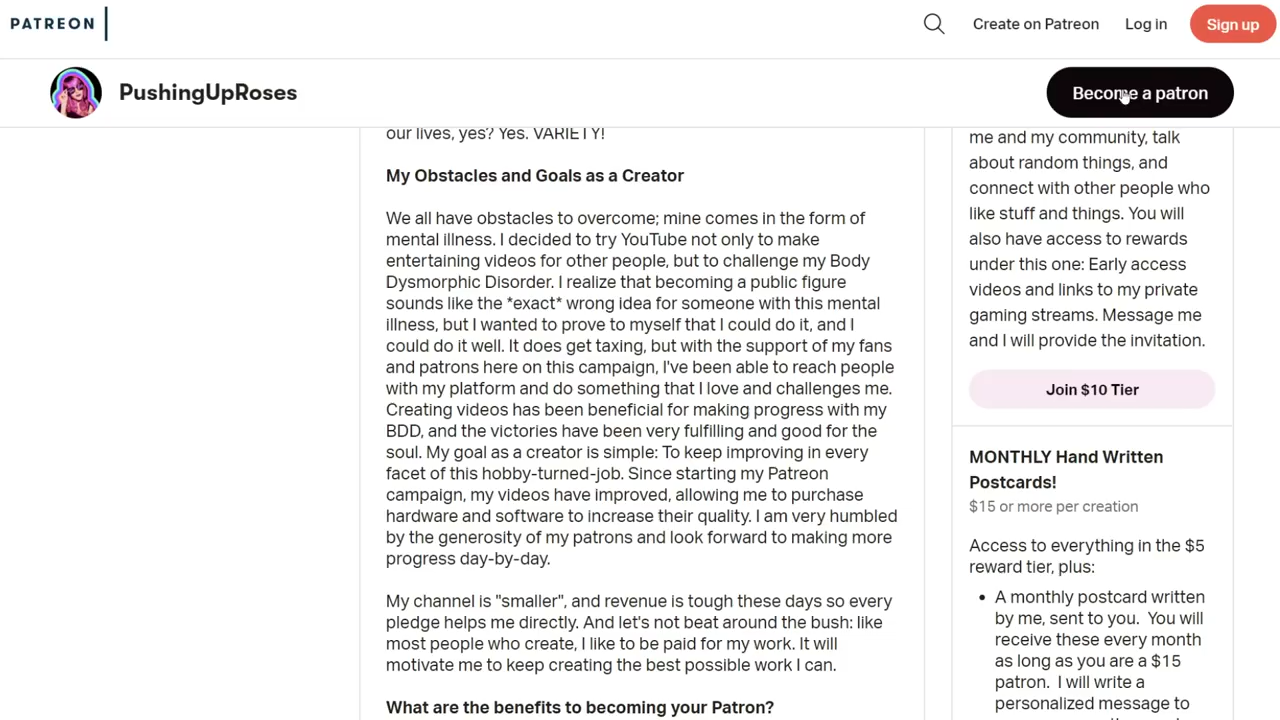 PATREON
Create on Patreon
Log in
Sign up
PushingUpRoses
Become a patron
our lives, yes? Yes. VARIETY!
My Obstacles and Goals as a Creator
We all have obstacles to overcome; mine comes in the form of
mental illness. I decided to try YouTube not only to make
entertaining videos for other people, but to challenge my Body
Dysmorphic Disorder. I realize that becoming a public figure
sounds like the *exact* wrong idea for someone with this mental
illness, but I wanted to prove to myself that I could do it, and I
could do it well. It does get taxing, but with the support of my fans
and patrons here on this campaign, I've been able to reach people
with my platform and do something that I love and challenges me.
Creating videos has been beneficial for making progress with my
BDD, and the victories have been very fulfilling and good for the
soul. My goal as a creator is simple: To keep improving in every
facet of this hobby-turned-job. Since starting my Patreon
campaign, my videos have improved, allowing me to purchase
hardware and software to increase their quality. I am very humbled
by the generosity of my patrons and look forward to making more
progress day-by-day.
My channel is "smaller", and revenue is tough these days so every
pledge helps me directly. And let's not beat around the bush: like
most people who create, I like to be paid for my work. It will
motivate me to keep creating the best possible work I can.
What are the benefits to becoming your Patron?
me and my community, talk
about random things, and
connect with other people who
like stuff and things. You will
also have access to rewards
under this one: Early access
videos and links to my private
gaming streams. Message me
and I will provide the invitation.
Join $10 Tier
MONTHLY Hand Written
Postcards!
$15 or more per creation
Access to everything in the $5
reward tier, plus:
• A monthly postcard written
by me, sent to you. You will
receive these every month
as long as you are a $15
patron. I will write a
personalized message to